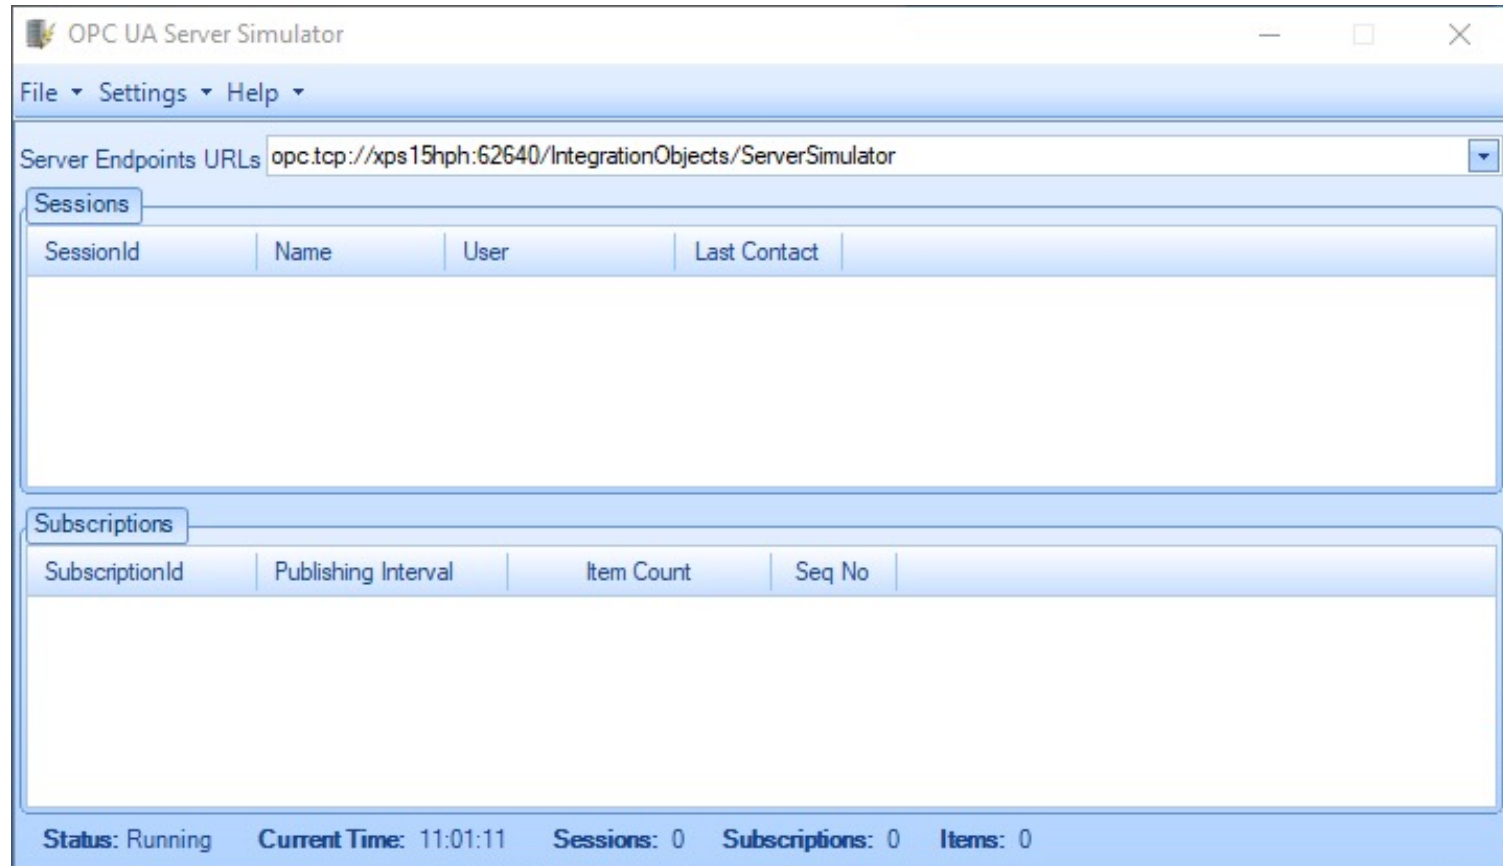 OPC UA Server Simulator
File Settings Help
Server Endpoints URLs opc.tcp://xps15hph:62640/IntegrationObjects/ServerSimulator
Sessions
SessionId Name User Last Contact
Subscriptions
SubscriptionId Publishing Interval Item Count Seq No
Status: Running Current Time: 11:01:11 Sessions: 0 Subscriptions: 0 Items: 0